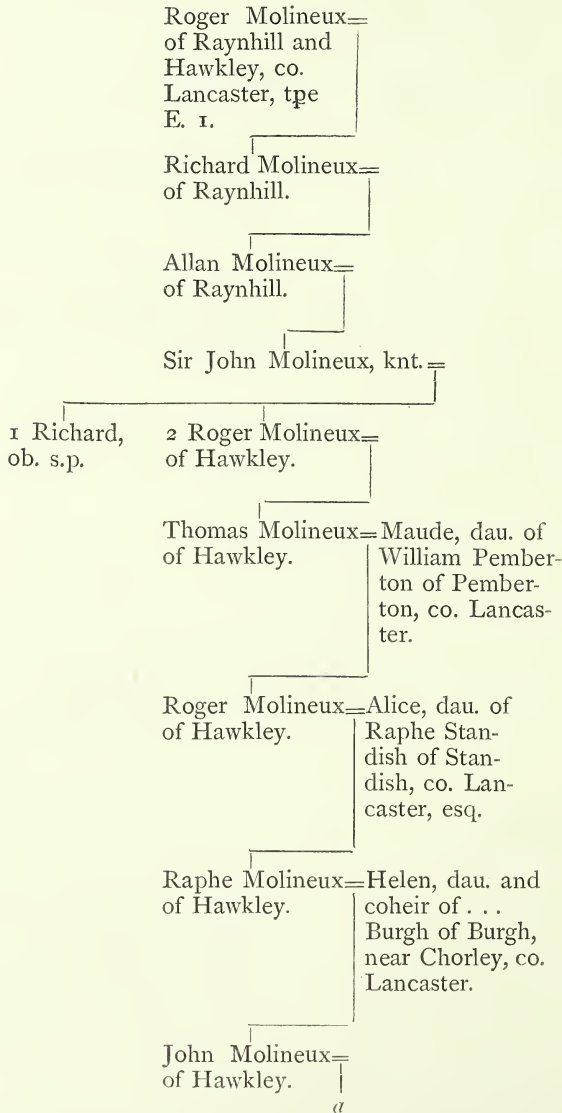 Roger Molineux=
of Raynhill and
Hawkley, co.
Lancaster, tpe
E. 1.
Richard Molineux=
of Raynhill.
Allan Molineux=
of Raynhill.
Sir John Molineux, knt.=
1 Richard,
ob. s.p.
2 Roger Molineux=
of Hawkley.
Thomas Molineux=Maude, dau. of
of Hawkley. William Pember-
ton of Pember-
ton, co. Lancas-
ter.
Roger Molineux=Alice, dau. of
of Hawkley. Raphe Stan-
dish of Stan-
dish, co. Lan-
caster, esq.
Raphe Molineux=Helen, dau. and
of Hawkley. coheir of . . .
Burgh of Burgh,
near Chorley, co.
Lancaster.
John Molineux=
of Hawkley.
a